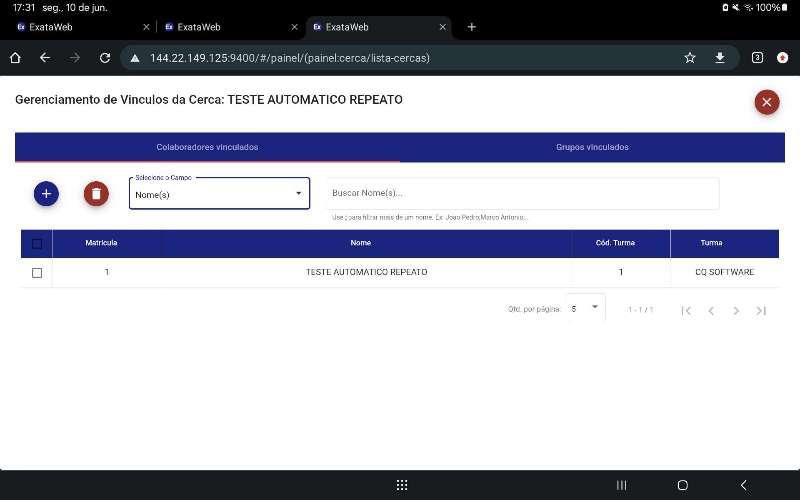 17:31 seg., 10 de jun. 100%
Ex ExataWeb
Ex ExataWeb
Ex ExataWeb
144.22.149.125:9400/#/painel/(painel:cerca/lista-cercas) 3
Gerenciamento de Vinculos da Cerca: TESTE AUTOMATICO REPEATO
Colaboradores vinculados Grupos vinculados
Selecione o Campo
Nome(s)
Buscar Nome(s)...
Use ; para filtrar mais de um nome. Ex: Joao Pedro;Marco Antonio...
Matricula Nome Cód. Turma Turma
1 TESTE AUTOMATICO REPEATO 1 CQ SOFTWARE
Qtd. por página: 5 1 - 1 / 1